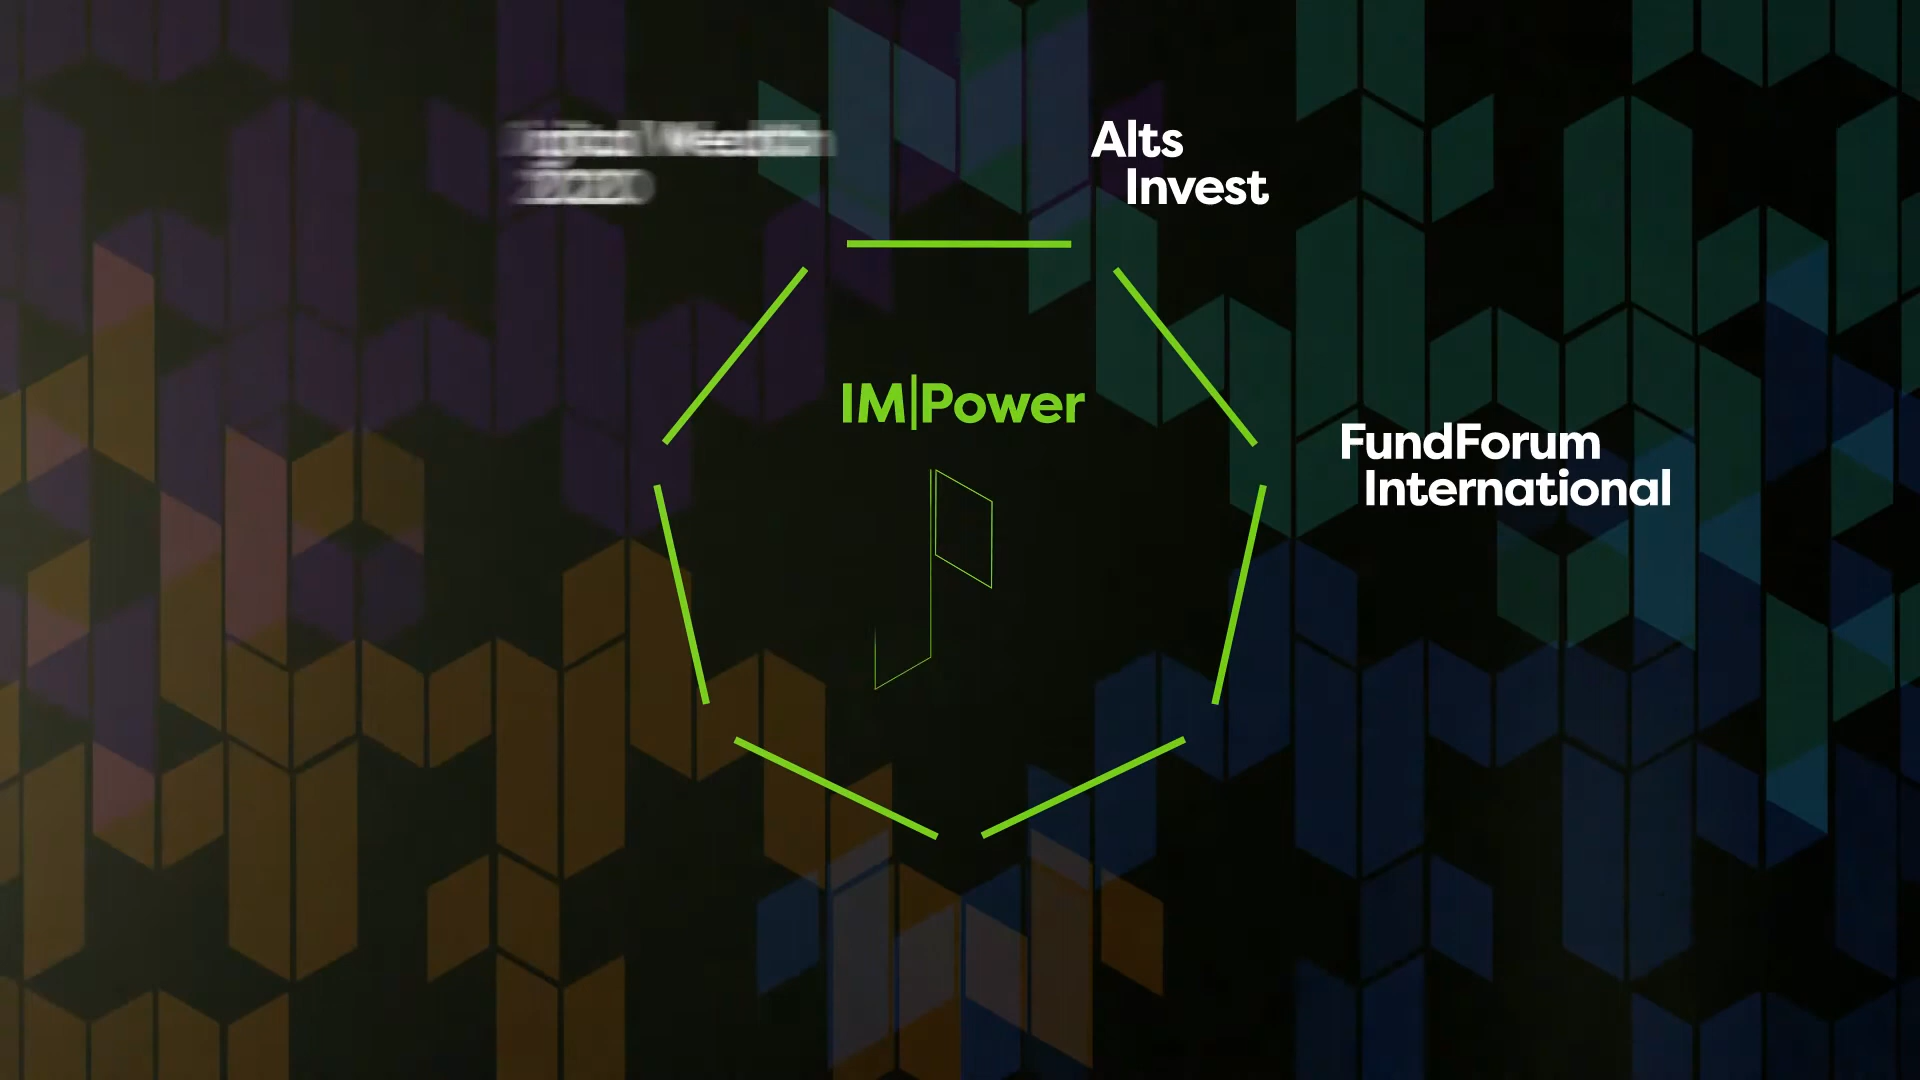 Alts
Invest
IM|Power
FundForum
International